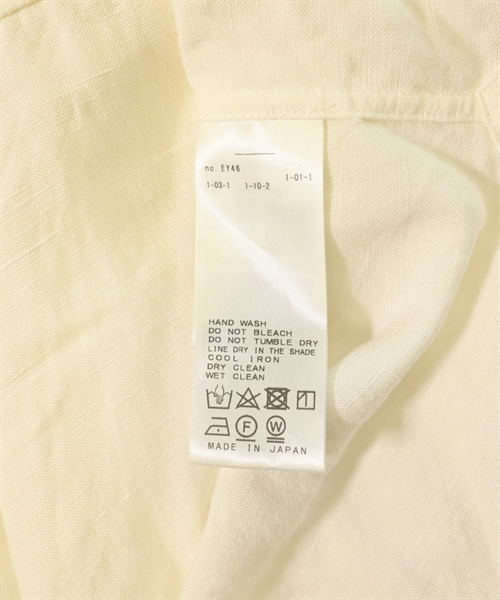 no. EY46
1-03-1 1-10-2 1-01-1
HAND WASH
DO NOT BLEACH
DO NOT TUMBLE DRY
LINE DRY IN THE SHADE
COOL IRON
DRY CLEAN
WET CLEAN
F W
MADE IN JAPAN